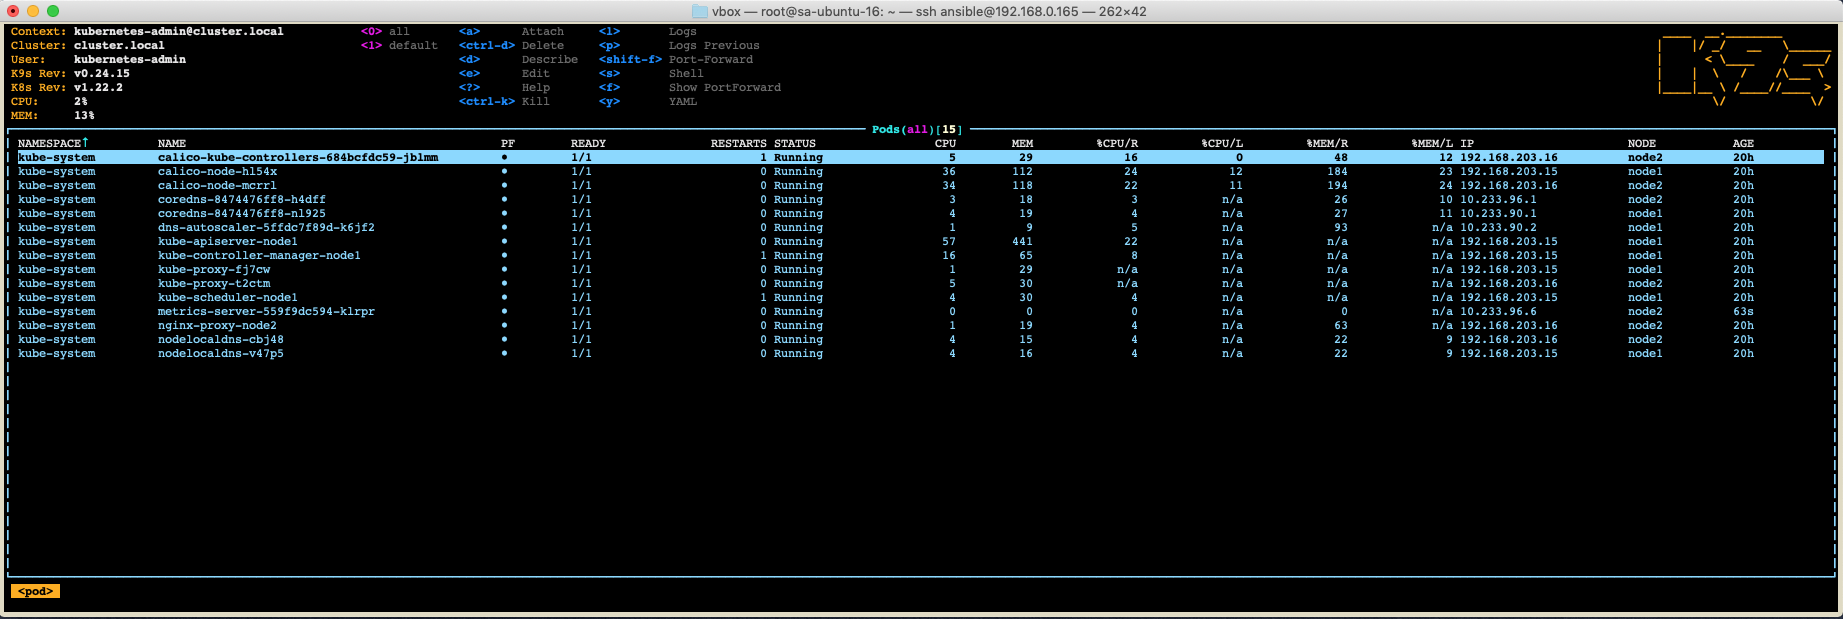 vbox — root@sa-ubuntu-16: ~ — ssh ansible@192.168.0.165 — 262×42
Context: kubernetes-admin@cluster.local <0> all <a> Attach <l> Logs
Cluster: cluster.local <1> default <ctrl-d> Delete <p> Logs Previous
User: kubernetes-admin <d> Describe <shift-f> Port-Forward
K9s Rev: v0.24.15 <e> Edit <s> Shell
K8s Rev: v1.22.2 <?> Help <f> Show PortForward
CPU: 2% <ctrl-k> Kill <y> YAML
MEM: 13%
Pods(all)[15]
NAMESPACE↑ NAME PF READY RESTARTS STATUS CPU MEM %CPU/R %CPU/L %MEM/R %MEM/L IP NODE AGE
kube-system calico-kube-controllers-684bcfdc59-jblmm ● 1/1 1 Running 5 29 16 0 48 12 192.168.203.16 node2 20h
kube-system calico-node-hl54x ● 1/1 0 Running 36 112 24 12 184 23 192.168.203.15 node1 20h
kube-system calico-node-mcrrl ● 1/1 0 Running 34 118 22 11 194 24 192.168.203.16 node2 20h
kube-system coredns-8474476ff8-h4dff ● 1/1 0 Running 3 18 3 n/a 26 10 10.233.96.1 node2 20h
kube-system coredns-8474476ff8-nl925 ● 1/1 0 Running 4 19 4 n/a 27 11 10.233.90.1 node1 20h
kube-system dns-autoscaler-5ffdc7f89d-k6jf2 ● 1/1 0 Running 1 9 5 n/a 93 n/a 10.233.90.2 node1 20h
kube-system kube-apiserver-node1 ● 1/1 0 Running 57 441 22 n/a n/a n/a 192.168.203.15 node1 20h
kube-system kube-controller-manager-node1 ● 1/1 1 Running 16 65 8 n/a n/a n/a 192.168.203.15 node1 20h
kube-system kube-proxy-fj7cw ● 1/1 0 Running 1 29 n/a n/a n/a n/a 192.168.203.15 node1 20h
kube-system kube-proxy-t2ctm ● 1/1 0 Running 5 30 n/a n/a n/a n/a 192.168.203.16 node2 20h
kube-system kube-scheduler-node1 ● 1/1 1 Running 4 30 4 n/a n/a n/a 192.168.203.15 node1 20h
kube-system metrics-server-559f9dc594-klrpr ● 1/1 0 Running 0 0 0 n/a 0 n/a 10.233.96.6 node2 63s
kube-system nginx-proxy-node2 ● 1/1 0 Running 1 19 4 n/a 63 n/a 192.168.203.16 node2 20h
kube-system nodelocaldns-cbj48 ● 1/1 0 Running 4 15 4 n/a 22 9 192.168.203.16 node2 20h
kube-system nodelocaldns-v47p5 ● 1/1 0 Running 4 16 4 n/a 22 9 192.168.203.15 node1 20h
<pod>